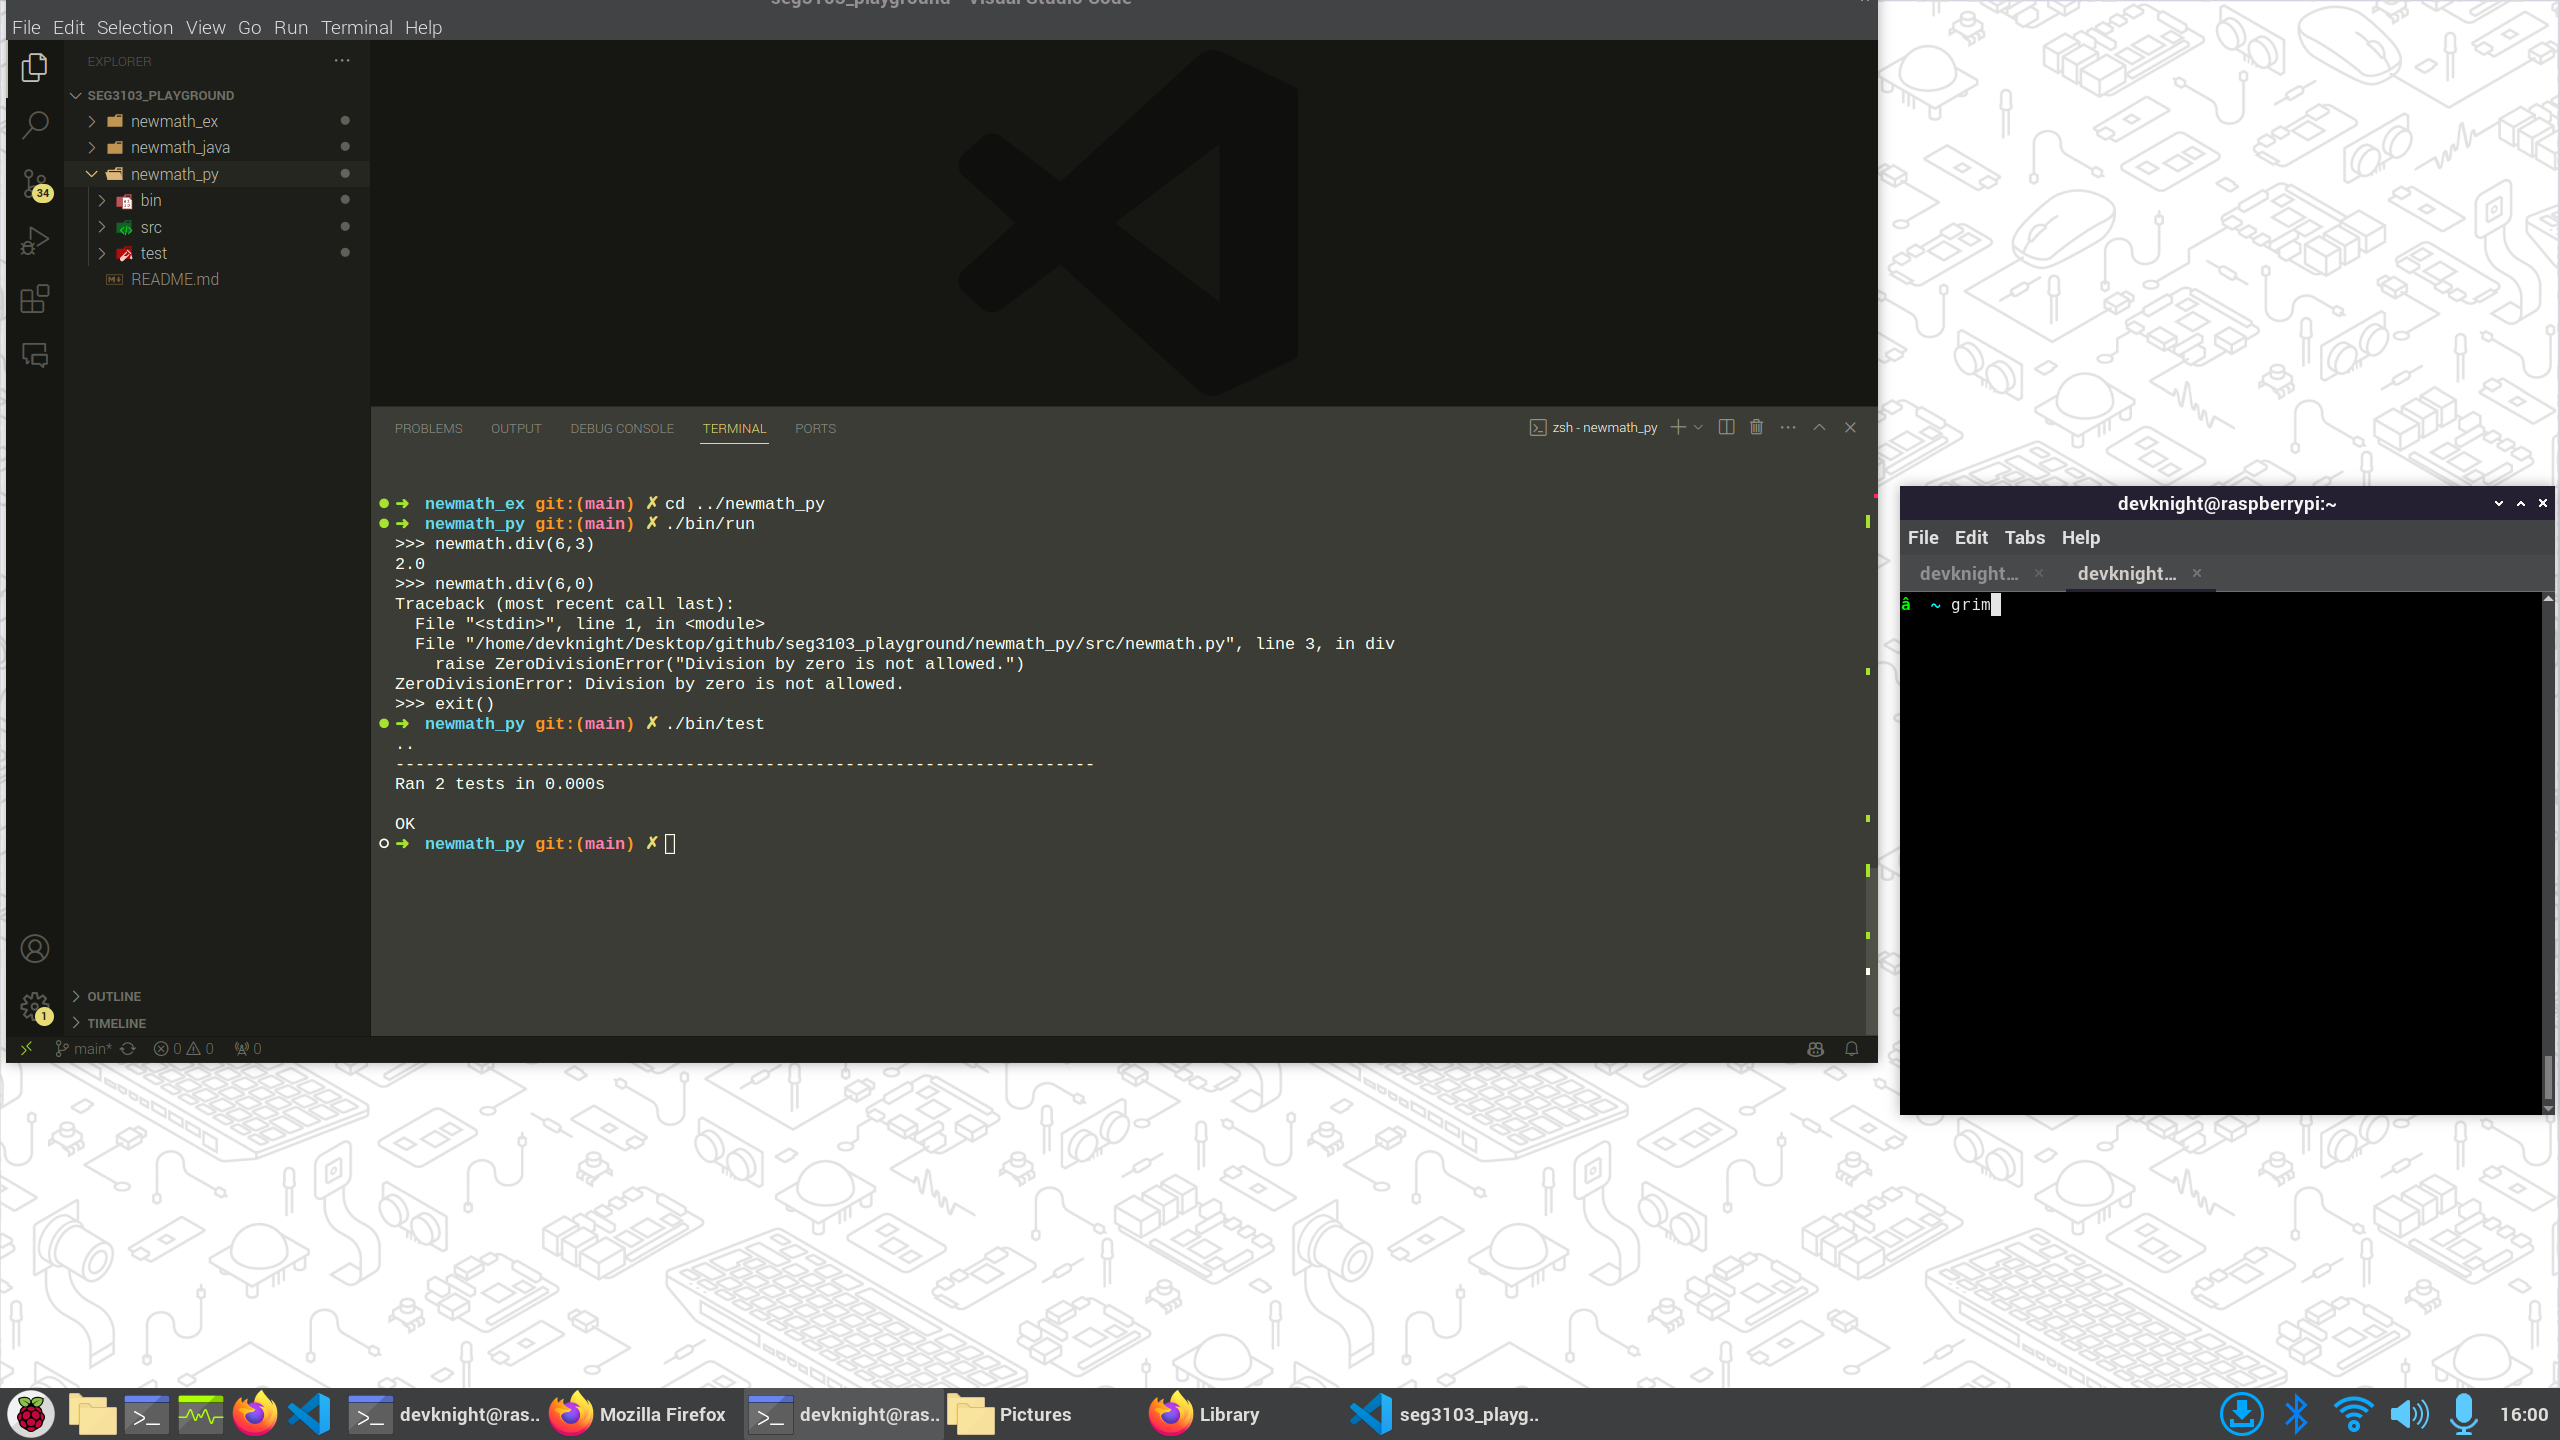 seg3103_playground - Visual Studio Code
File Edit Selection View Go Run Terminal Help
EXPLORER
SEG3103_PLAYGROUND
newmath_ex
newmath_java
newmath_py
bin
src
test
README.md
34
1
OUTLINE
TIMELINE
PROBLEMS OUTPUT DEBUG CONSOLE TERMINAL PORTS
zsh - newmath_py
➜  newmath_ex git:(main) ✗ cd ../newmath_py
➜  newmath_py git:(main) ✗ ./bin/run
>>> newmath.div(6,3)
2.0
>>> newmath.div(6,0)
Traceback (most recent call last):
  File "<stdin>", line 1, in <module>
  File "/home/devknight/Desktop/github/seg3103_playground/newmath_py/src/newmath.py", line 3, in div
    raise ZeroDivisionError("Division by zero is not allowed.")
ZeroDivisionError: Division by zero is not allowed.
>>> exit()
➜  newmath_py git:(main) ✗ ./bin/test
..
----------------------------------------------------------------------
Ran 2 tests in 0.000s
OK
➜  newmath_py git:(main) ✗
main* 0 0 0
devknight@raspberrypi:~
File Edit Tabs Help
devknight... devknight...
â  ~ grim
devknight@ras.. Mozilla Firefox devknight@ras.. Pictures Library seg3103_playg.. 16:00